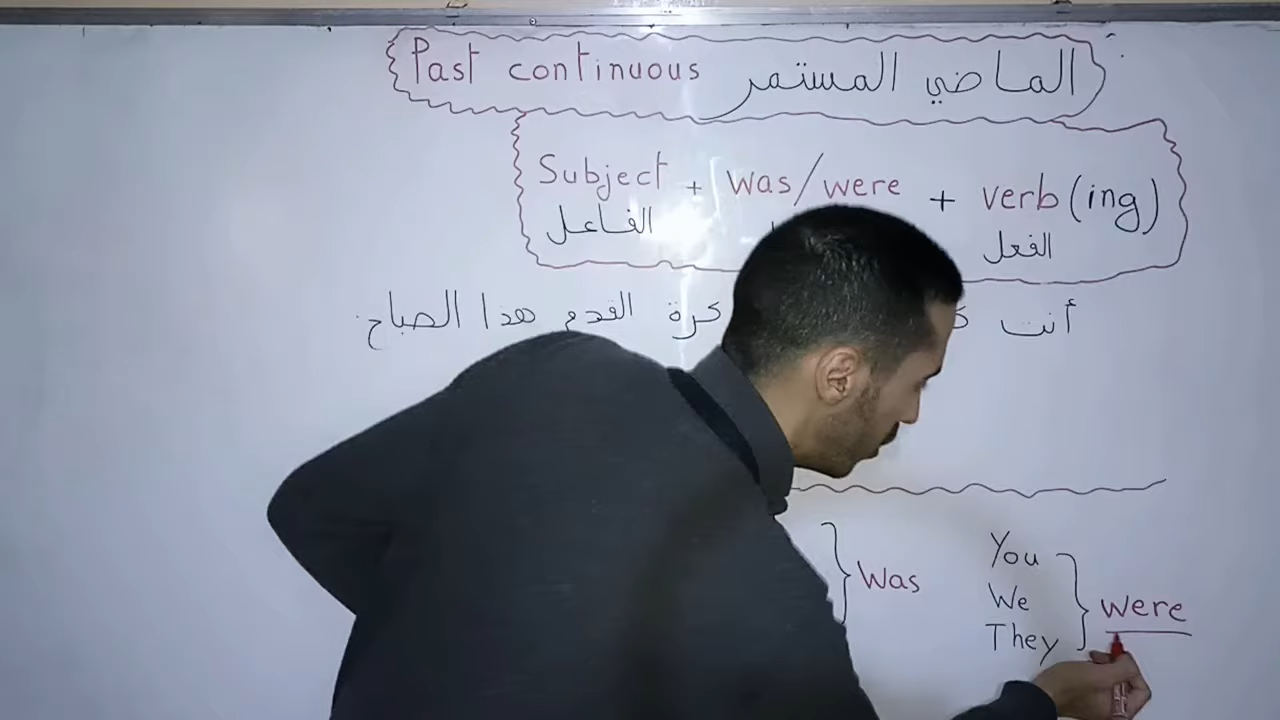 Past continuous الماضي المستمر
Subject + was/were + verb(ing)
الفاعل الفعل
أنت كرة القدم هذا الصباح.
You
We
They
Was
were